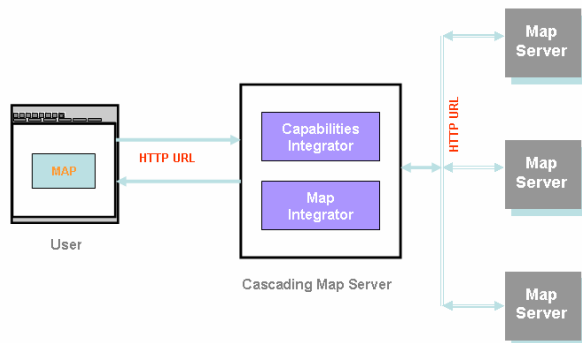 MAP
User
HTTP URL
Capabilities
Integrator
Map
Integrator
Cascading Map Server
HTTP URL
Map
Server
Map
Server
Map
Server